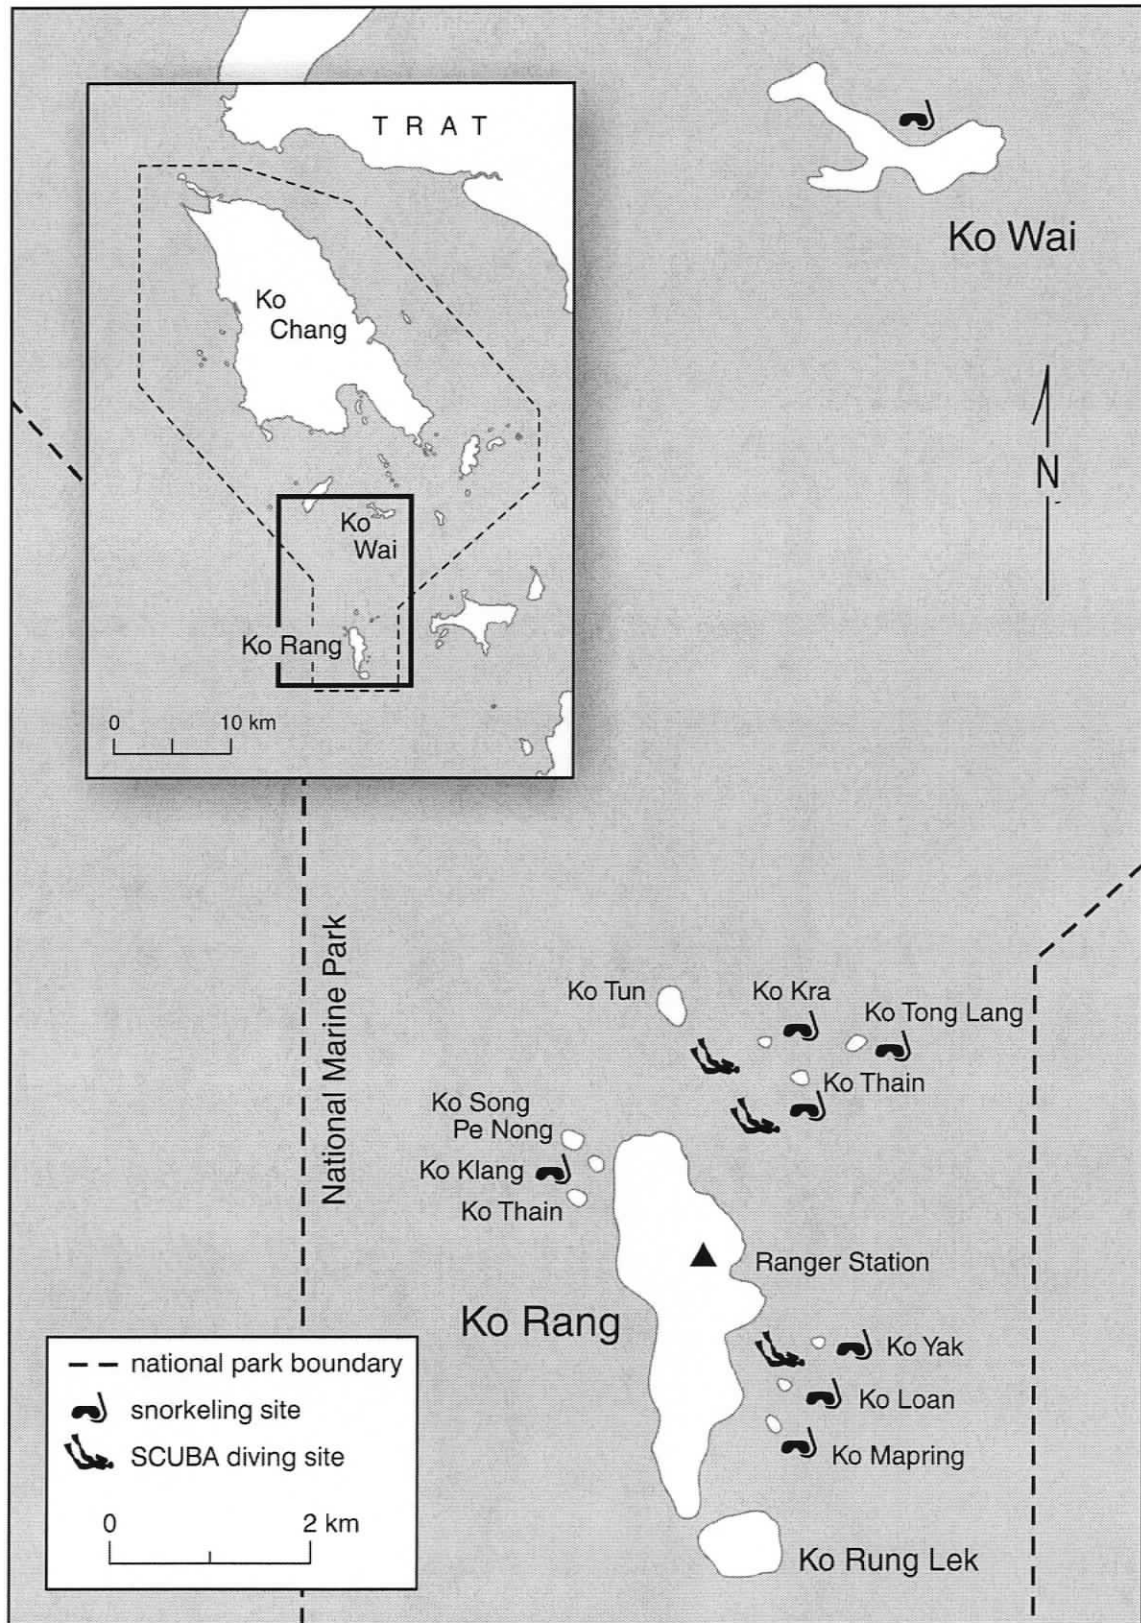 T R A T
Ko
Chang
Ko
Wai
Ko Rang
0 10 km
Ko Wai
N
National Marine Park
Ko Tun
Ko Kra
Ko Tong Lang
Ko Thain
Ko Song
Pe Nong
Ko Klang
Ko Thain
Ranger Station
Ko Rang
Ko Yak
Ko Loan
Ko Mapring
Ko Rung Lek
national park boundary
snorkeling site
SCUBA diving site
0 2 km